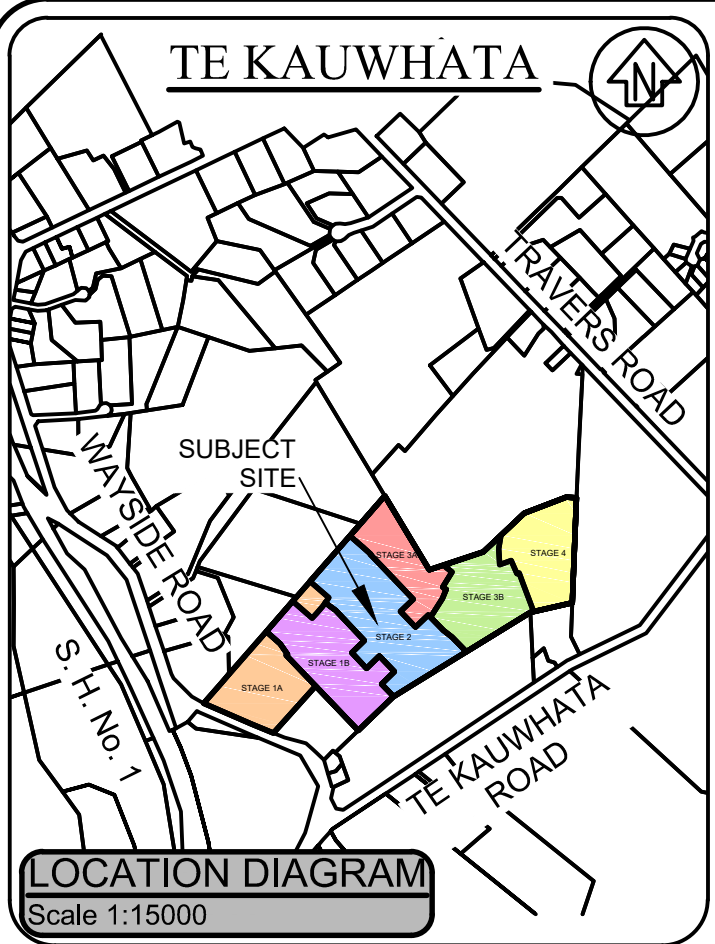 TE KAUWHATA
N
TRAVERS ROAD
SUBJECT
SITE
WAYSIDE ROAD
STAGE 3A
STAGE 4
STAGE 3B
STAGE 2
STAGE 1B
STAGE 1A
S. H. No. 1
TE KAUWHATA
ROAD
LOCATION DIAGRAM
Scale 1:15000